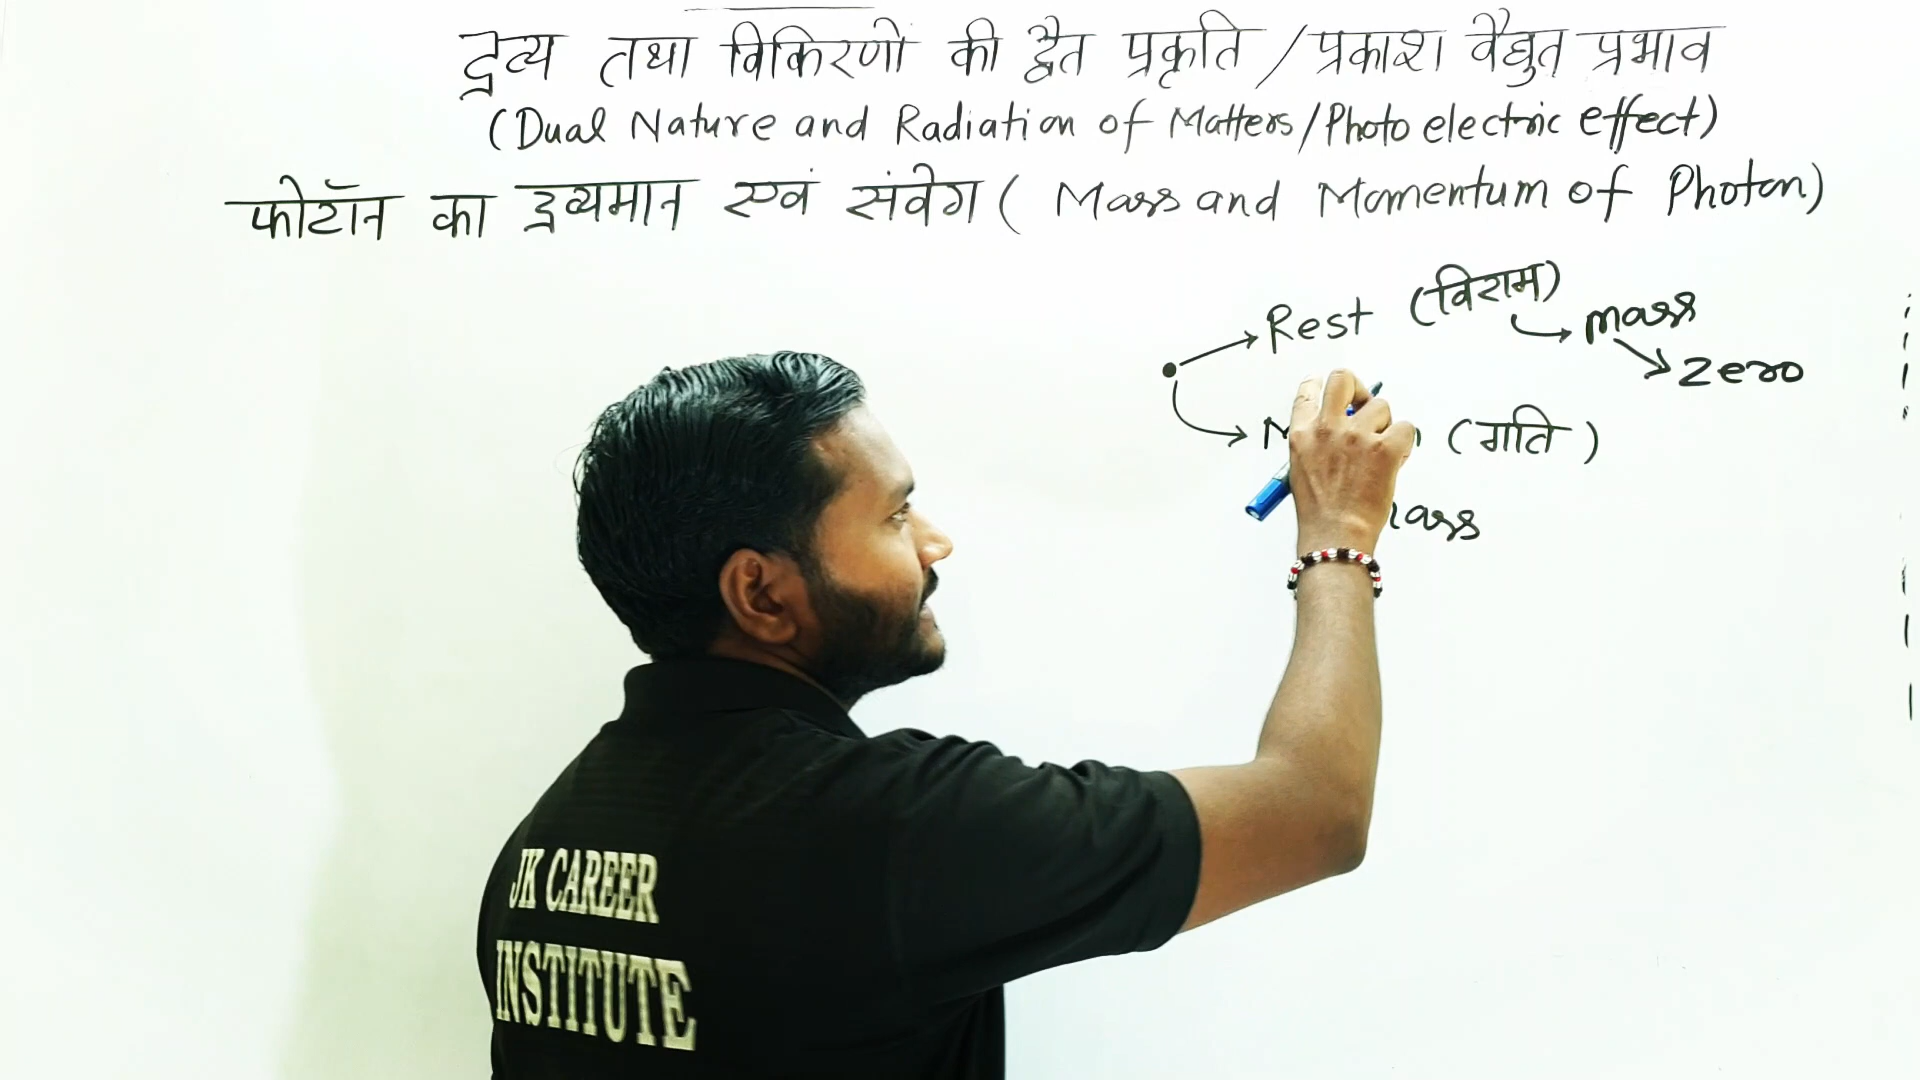 द्रव्य तथा विकिरणों की द्वैत प्रकृति / प्रकाश वैद्युत प्रभाव
(Dual Nature and Radiation of Matters/Photo electric effect)
फोटॉन का द्रव्यमान एवं संवेग ( Mass and Momentum of Photon)
Rest (विराम) mass
zero
(गति)
JK CAREER
INSTITUTE